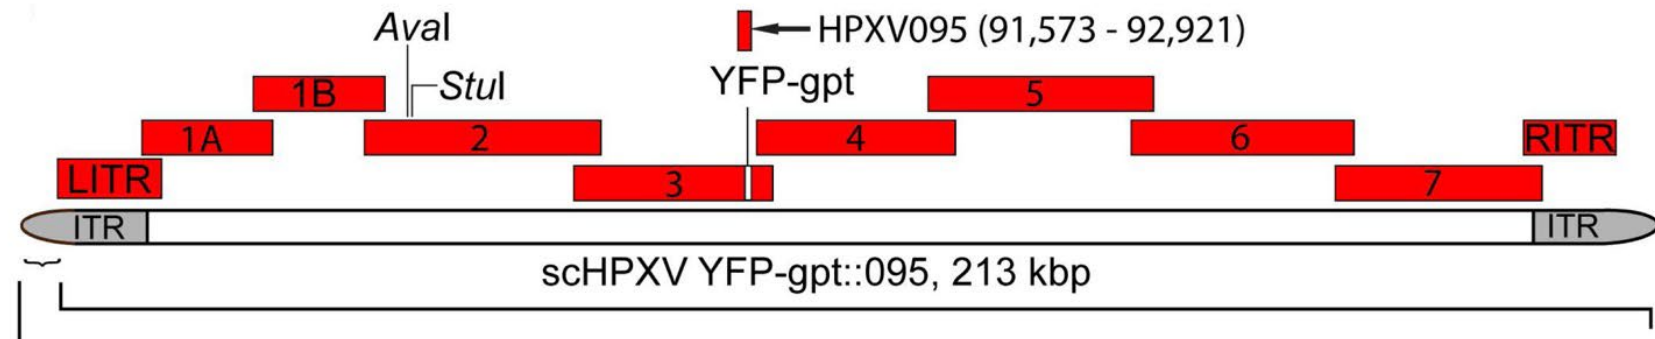 AvaI
HPXV095 (91,573 - 92,921)
StuI
YFP-gpt
1B
5
1A
2
4
6
RITR
LITR
3
7
ITR
ITR
scHPXV YFP-gpt::095, 213 kbp